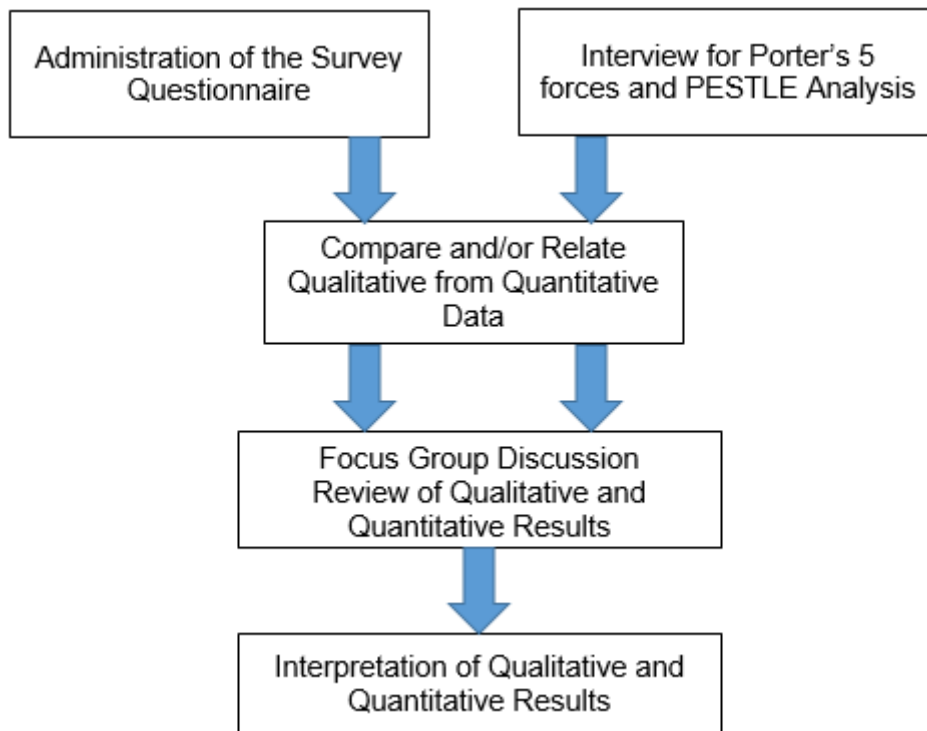 Administration of the Survey
Questionnaire
Interview for Porter’s 5
forces and PESTLE Analysis
Compare and/or Relate
Qualitative from Quantitative
Data
Focus Group Discussion
Review of Qualitative and
Quantitative Results
Interpretation of Qualitative and
Quantitative Results